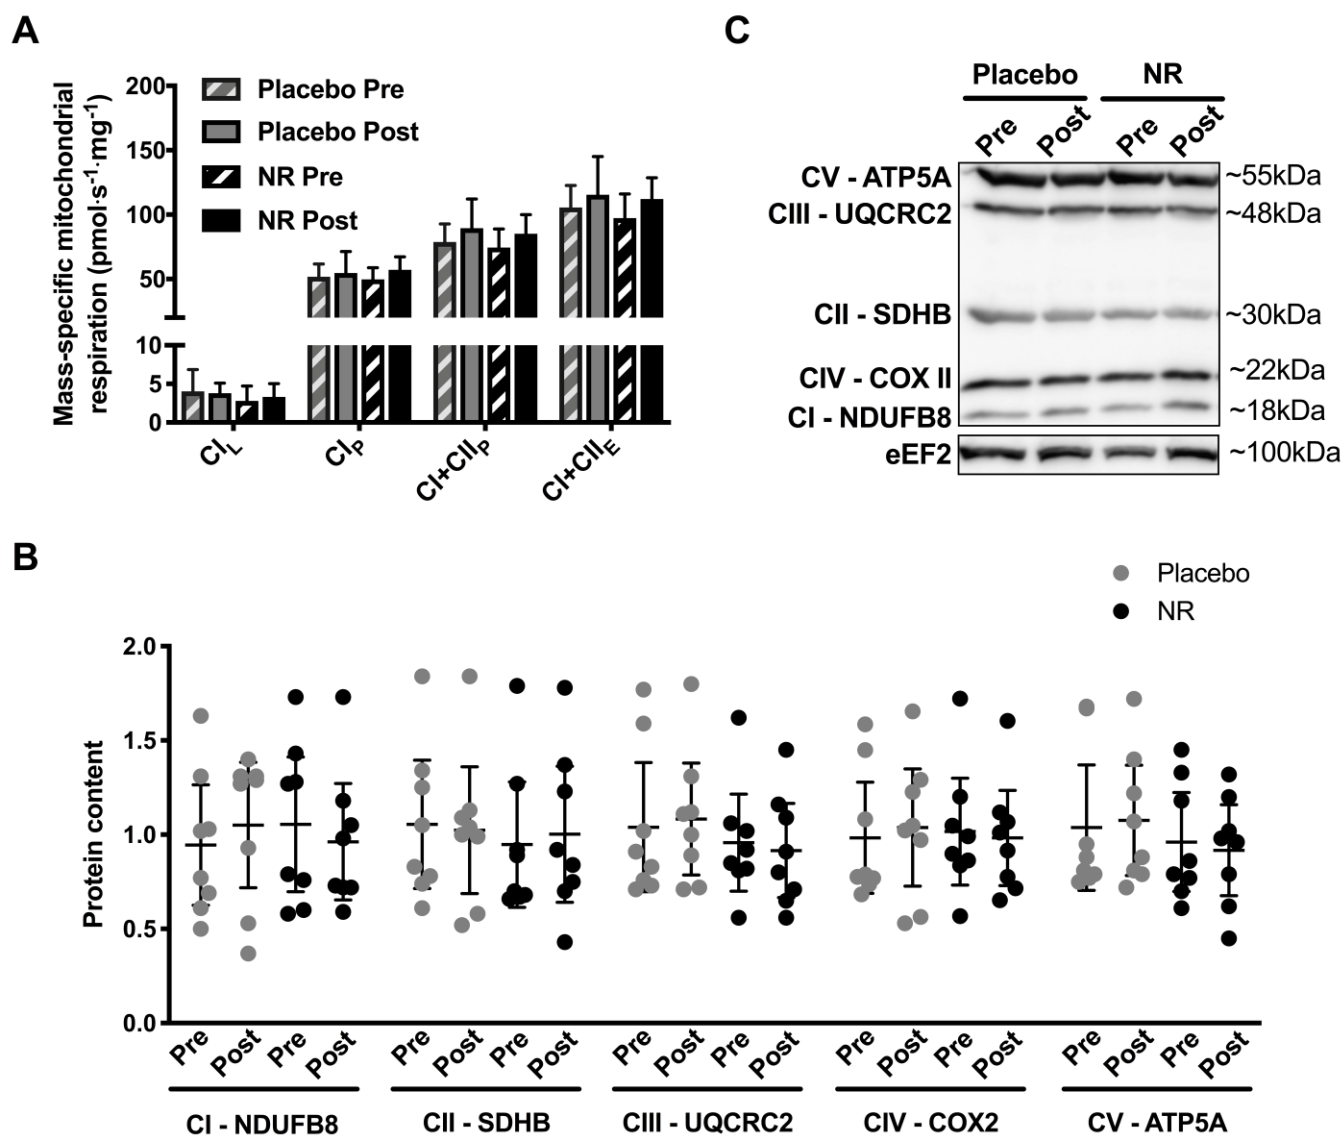 A
Mass-specific mitochondrial
respiration (pmol·s⁻¹·mg⁻¹)
200
150
100
50
10
5
0
Placebo Pre
Placebo Post
NR Pre
NR Post
CI_L
CI_P
CI+CII_P
CI+CII_E
C
Placebo NR
Pre Post Pre Post
CV - ATP5A ~55kDa
CIII - UQCRC2 ~48kDa
CII - SDHB ~30kDa
CIV - COX II ~22kDa
CI - NDUFB8 ~18kDa
eEF2 ~100kDa
B
Placebo
NR
Protein content
2.0
1.5
1.0
0.5
0.0
Pre Post Pre Post Pre Post Pre Post Pre Post Pre Post Pre Post Pre Post Pre Post Pre Post
CI - NDUFB8 CII - SDHB CIII - UQCRC2 CIV - COX2 CV - ATP5A